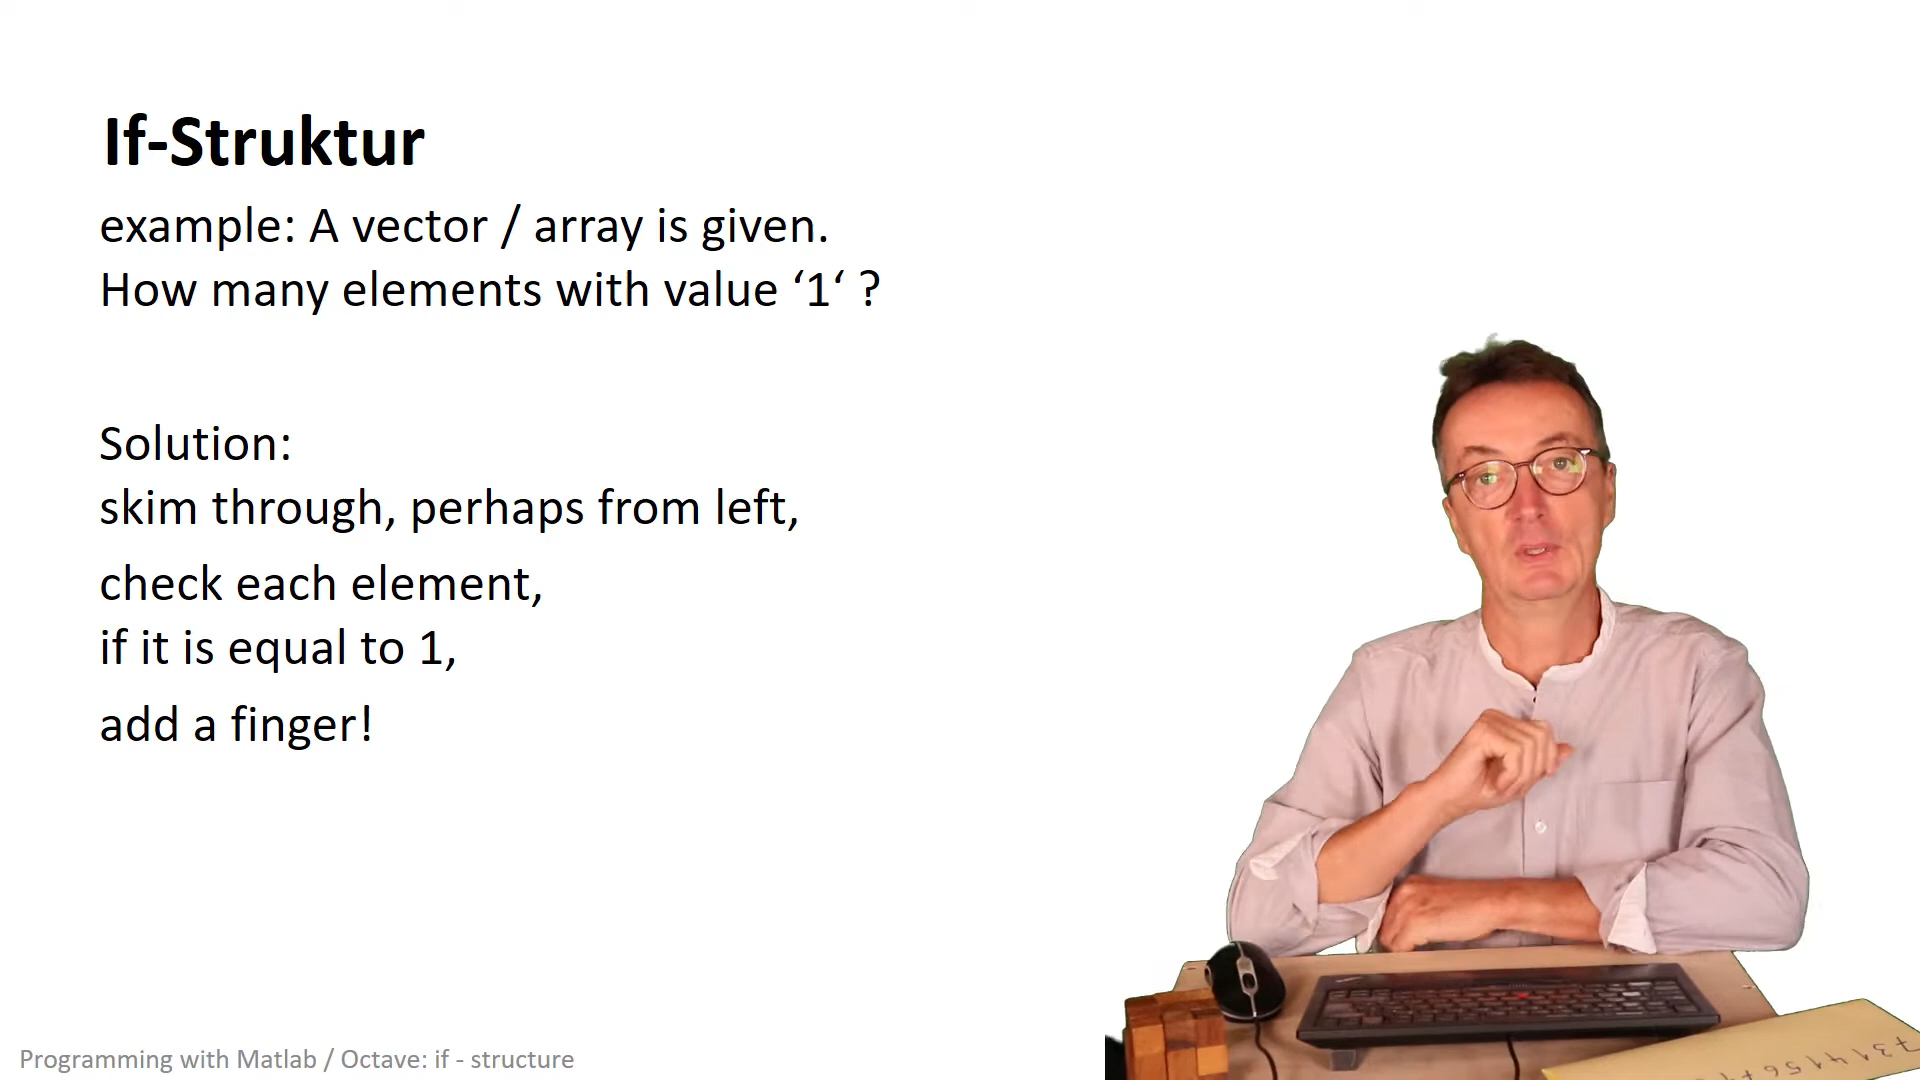 If-Struktur
example: A vector / array is given.
How many elements with value ‘1‘ ?
Solution:
skim through, perhaps from left,
check each element,
if it is equal to 1,
add a finger!
Programming with Matlab / Octave: if - structure